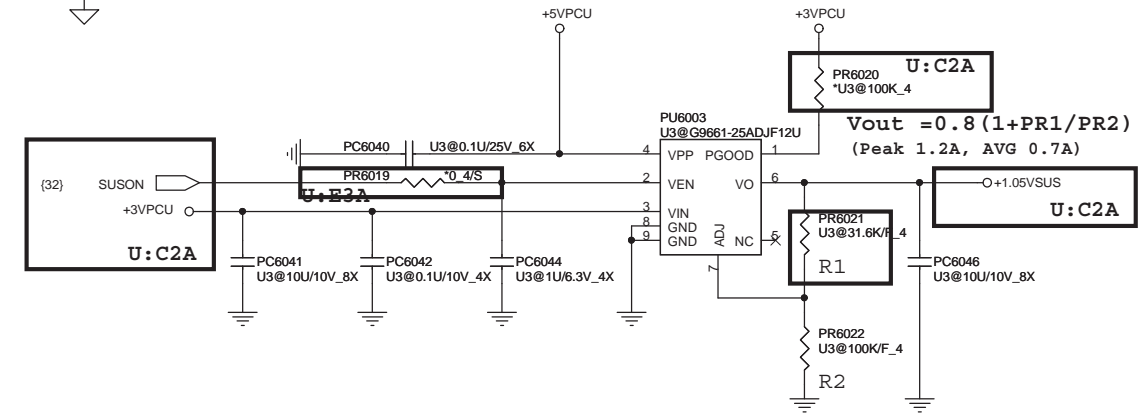 +5VPCU
+3VPCU
U:C2A
PR6020
*U3@100K_4
PU6003
U3@G9661-25ADJF12U
Vout =0.8(1+PR1/PR2)
(Peak 1.2A, AVG 0.7A)
PC6040 U3@0.1U/25V_6X
4 VPP PGOOD 1
{32} SUSON
PR6019 *0_4/S
U:E3A
2 VEN VO 6
+1.05VSUS
U:C2A
+3VPCU
U:C2A
3 VIN
8 GND
9 GND
ADJ
NC 5
7
PR6021
U3@31.6K/F_4
R1
PC6041
U3@10U/10V_8X
PC6042
U3@0.1U/10V_4X
PC6044
U3@1U/6.3V_4X
PC6046
U3@10U/10V_8X
PR6022
U3@100K/F_4
R2